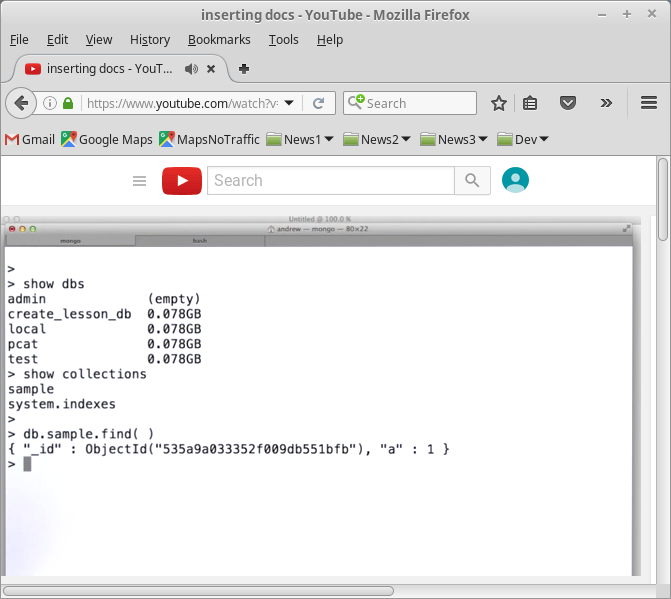 inserting docs - YouTube - Mozilla Firefox
File Edit View History Bookmarks Tools Help
inserting docs - YouT...
https://www.youtube.com/watch?v= Search
Gmail Google Maps MapsNoTraffic News1 News2 News3 Dev
Search
Untitled @ 100.0 %
andrew — mongo — 80×22
mongo bash
>
> show dbs
admin (empty)
create_lesson_db 0.078GB
local 0.078GB
pcat 0.078GB
test 0.078GB
> show collections
sample
system.indexes
>
> db.sample.find( )
{ "_id" : ObjectId("535a9a033352f009db551bfb"), "a" : 1 }
>